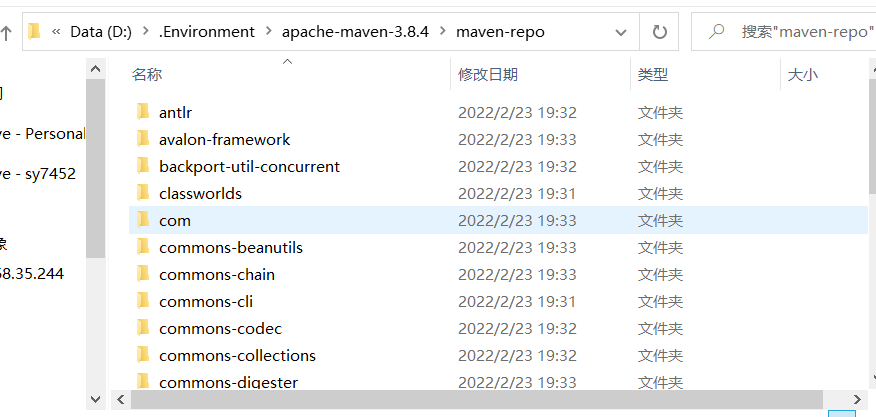 « Data (D:) > .Environment > apache-maven-3.8.4 > maven-repo
搜索"maven-repo"
名称 修改日期 类型 大小
antlr 2022/2/23 19:32 文件夹
avalon-framework 2022/2/23 19:33 文件夹
backport-util-concurrent 2022/2/23 19:32 文件夹
classworlds 2022/2/23 19:31 文件夹
com 2022/2/23 19:33 文件夹
commons-beanutils 2022/2/23 19:33 文件夹
commons-chain 2022/2/23 19:33 文件夹
commons-cli 2022/2/23 19:31 文件夹
commons-codec 2022/2/23 19:32 文件夹
commons-collections 2022/2/23 19:32 文件夹
commons-digester 2022/2/23 19:33 文件夹
ve - Personal
ve - sy7452
象
68.35.244